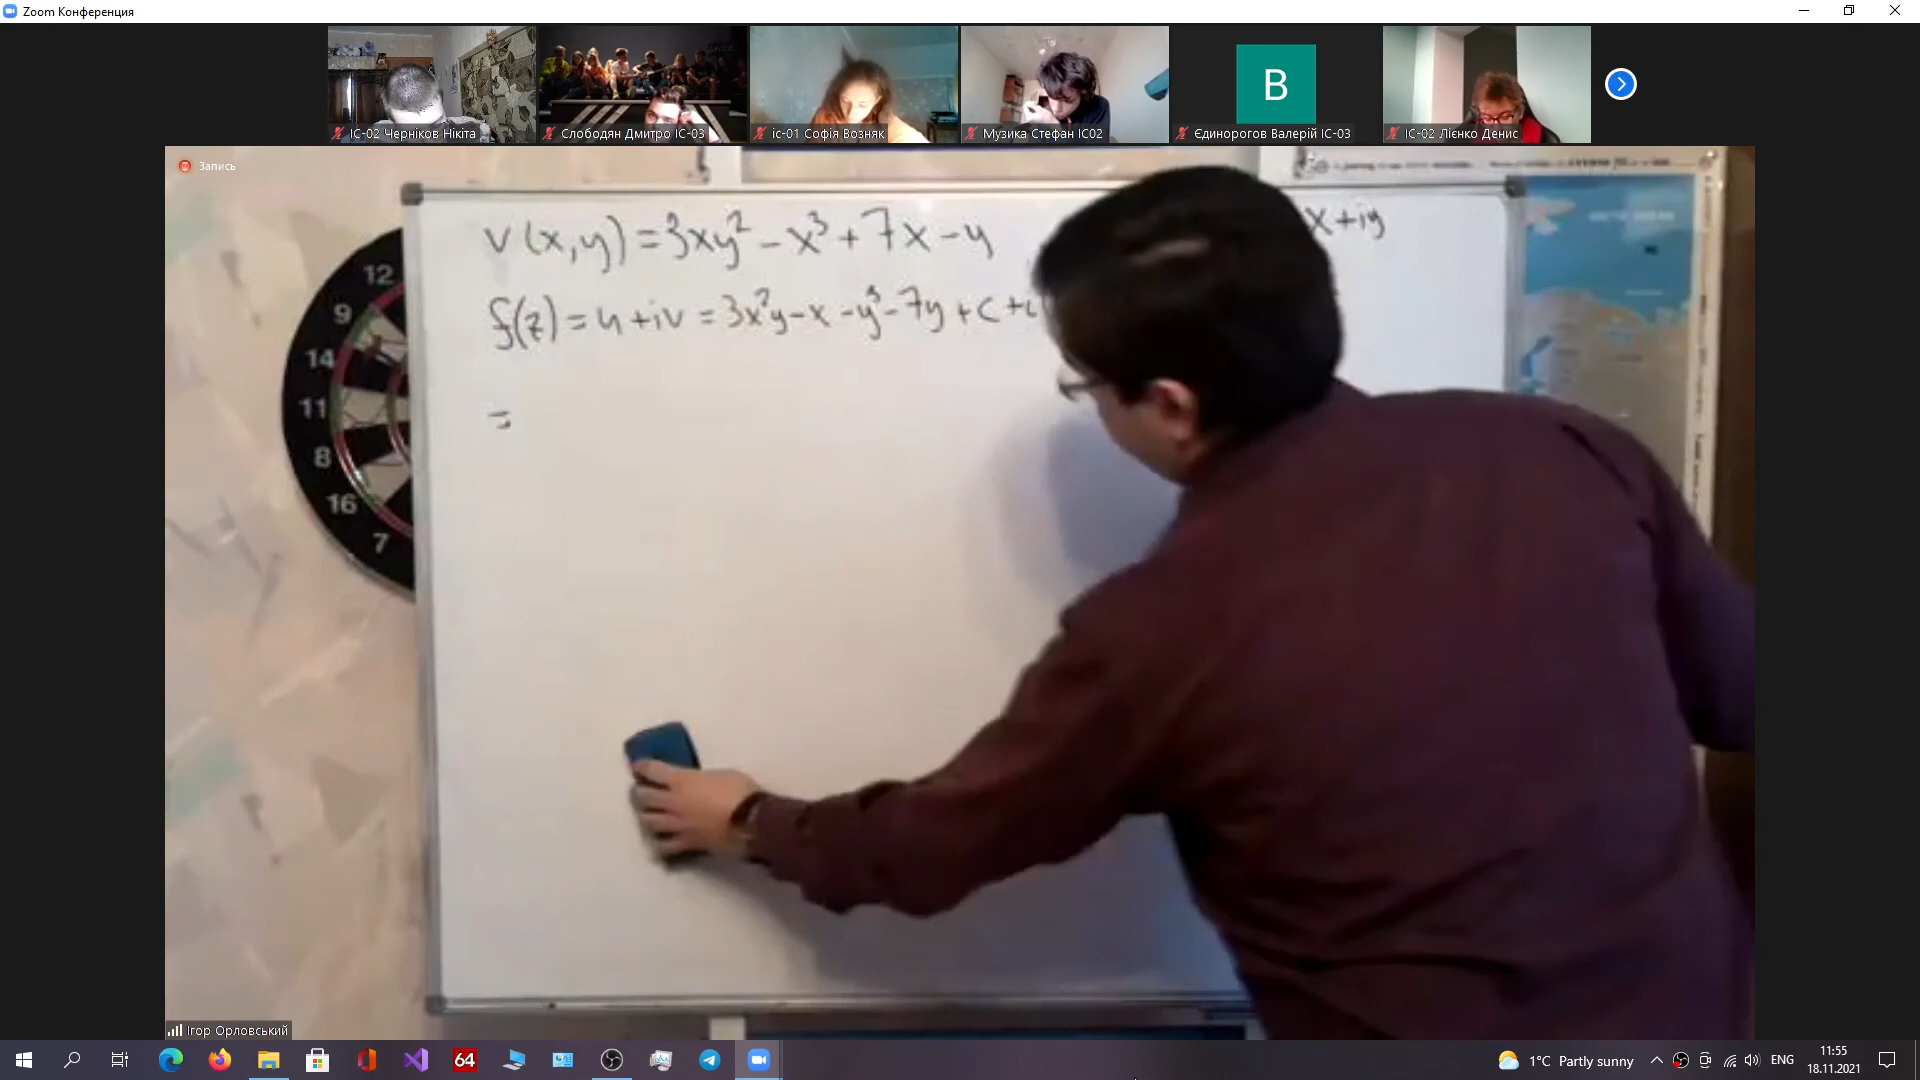 Zoom Конференция
IC-02 Черніков Нікіта
Слободян Дмитро ІС-03
іс-01 Софія Возняк
Музика Стефан ІС02
В
Єдинорогов Валерій ІС-03
ІС-02 Лієнко Денис
Запись
v(x,y)=3xy²-x³+7x-y
x+iy
f(z)=u+iv=3x²y-x-y³-7y+c+i
=
12
9
14
11
8
16
7
Ігор Орловський
64
1°C Partly sunny
ENG
11:55
18.11.2021